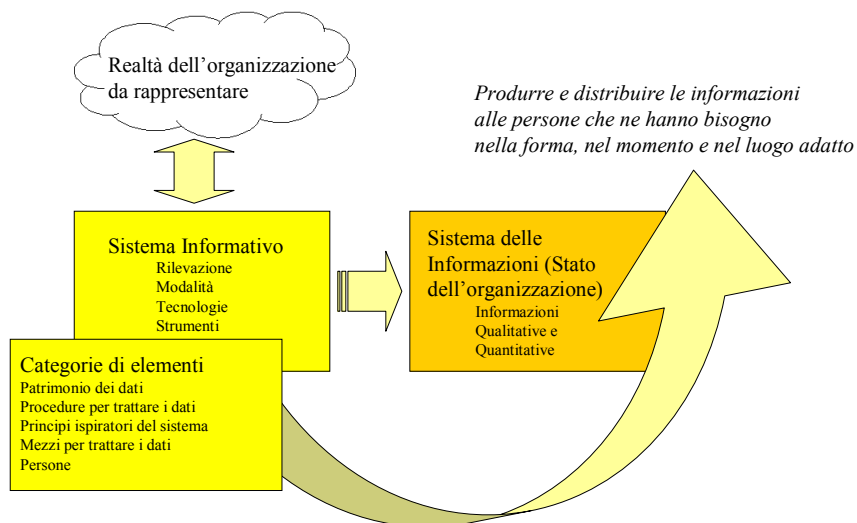 Realtà dell’organizzazione
da rappresentare
Produrre e distribuire le informazioni
alle persone che ne hanno bisogno
nella forma, nel momento e nel luogo adatto
Sistema Informativo
Rilevazione
Modalità
Tecnologie
Strumenti
Sistema delle
Informazioni (Stato
dell’organizzazione)
Informazioni
Qualitative e
Quantitative
Categorie di elementi
Patrimonio dei dati
Procedure per trattare i dati
Principi ispiratori del sistema
Mezzi per trattare i dati
Persone